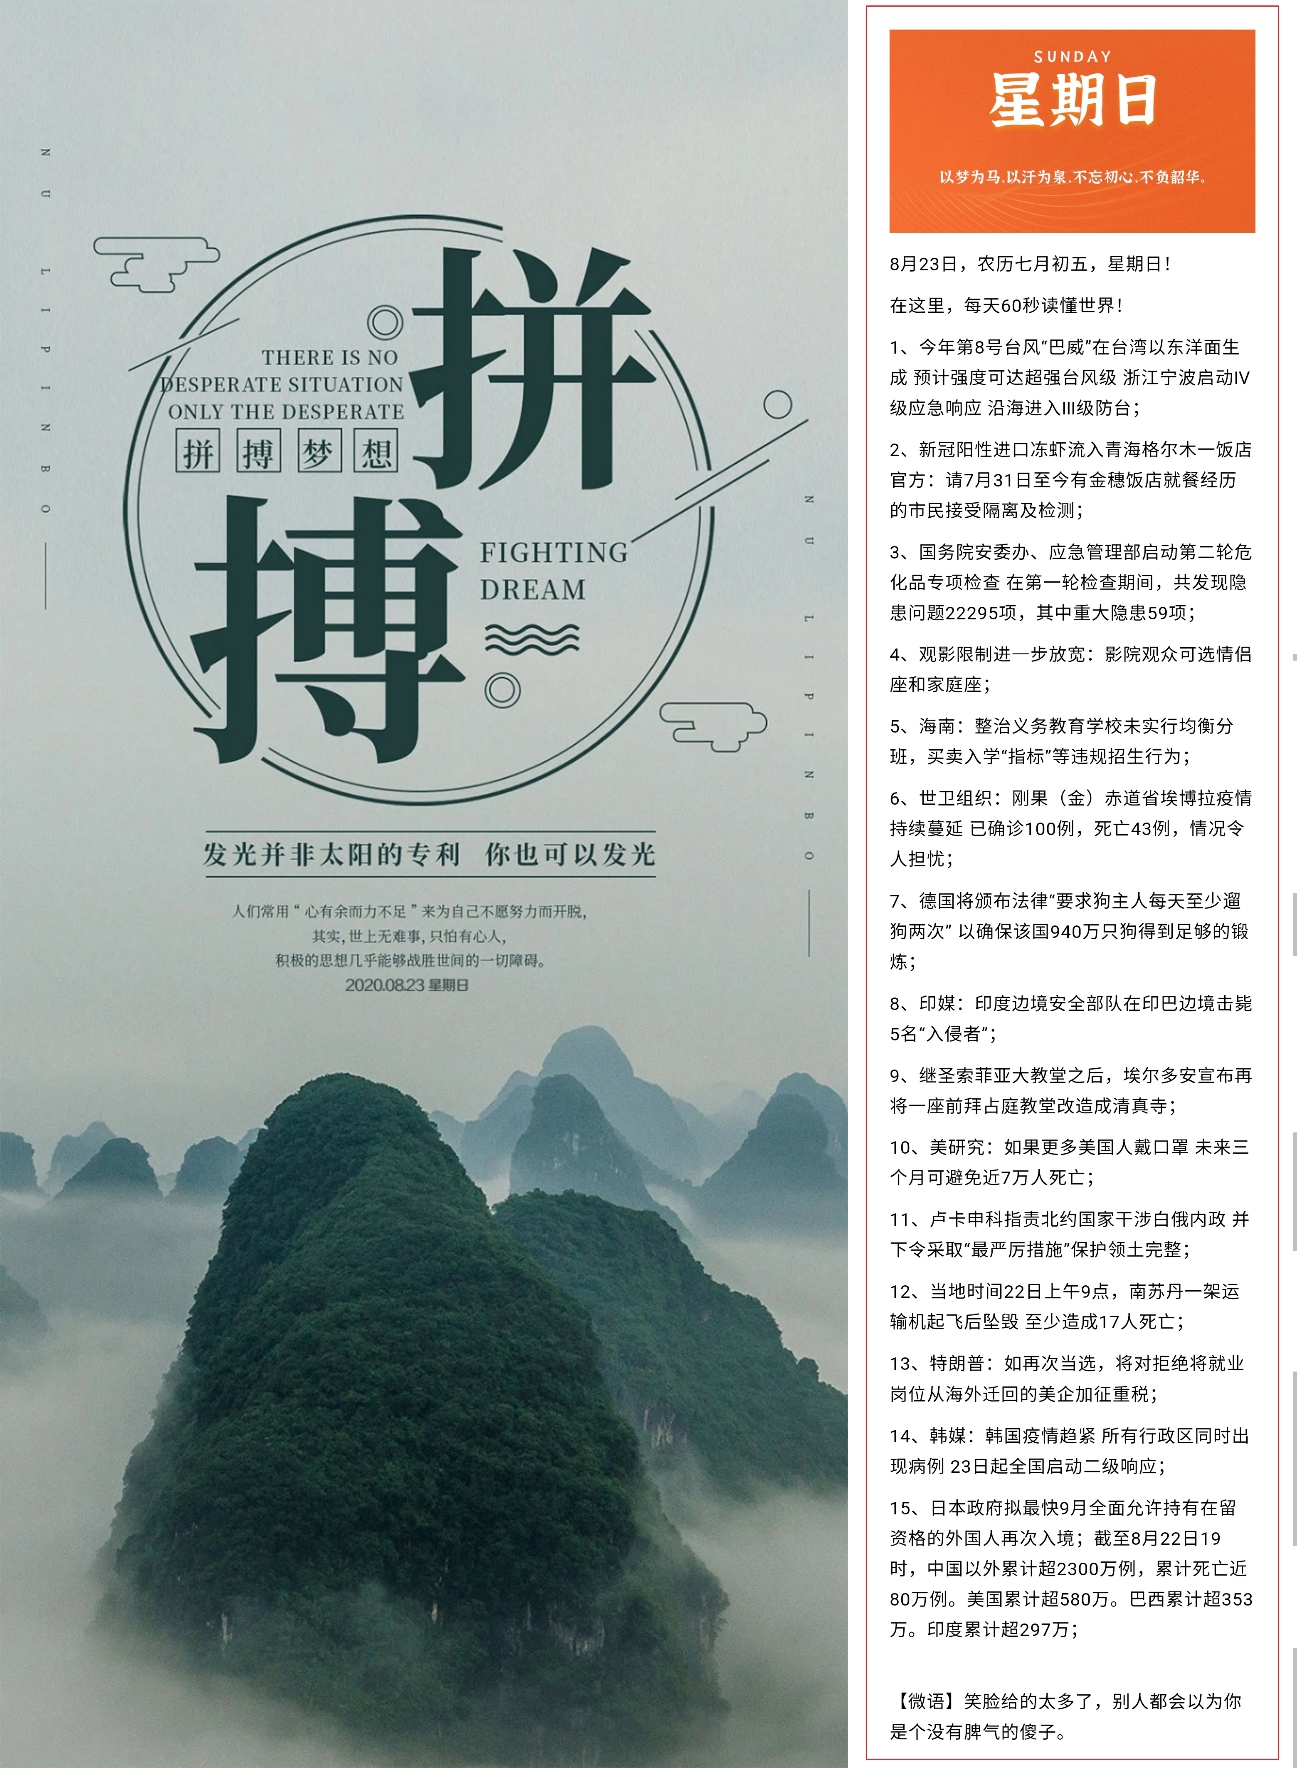 NU LIPINBO
拼
搏
THERE IS NO
DESPERATE SITUATION
ONLY THE DESPERATE
拼搏梦想
FIGHTING
DREAM
NU LIPINBO
发光并非太阳的专利 你也可以发光
人们常用“心有余而力不足”来为自己不愿努力而开脱，
其实，世上无难事，只怕有心人，
积极的思想几乎能够战胜世间的一切障碍。
2020.08.23 星期日
SUNDAY
星期日
以梦为马.以汗为泉.不忘初心.不负韶华。
8月23日，农历七月初五，星期日！
在这里，每天60秒读懂世界！
1、今年第8号台风“巴威”在台湾以东洋面生
成 预计强度可达超强台风级 浙江宁波启动IV
级应急响应 沿海进入III级防台；
2、新冠阳性进口冻虾流入青海格尔木一饭店
官方：请7月31日至今有金穗饭店就餐经历
的市民接受隔离及检测；
3、国务院安委办、应急管理部启动第二轮危
化品专项检查 在第一轮检查期间，共发现隐
患问题22295项，其中重大隐患59项；
4、观影限制进一步放宽：影院观众可选情侣
座和家庭座；
5、海南：整治义务教育学校未实行均衡分
班，买卖入学“指标”等违规招生行为；
6、世卫组织：刚果（金）赤道省埃博拉疫情
持续蔓延 已确诊100例，死亡43例，情况令
人担忧；
7、德国将颁布法律“要求狗主人每天至少遛
狗两次” 以确保该国940万只狗得到足够的锻
炼；
8、印媒：印度边境安全部队在印巴边境击毙
5名“入侵者”；
9、继圣索菲亚大教堂之后，埃尔多安宣布再
将一座前拜占庭教堂改造成清真寺；
10、美研究：如果更多美国人戴口罩 未来三
个月可避免近7万人死亡；
11、卢卡申科指责北约国家干涉白俄内政 并
下令采取“最严厉措施”保护领土完整；
12、当地时间22日上午9点，南苏丹一架运
输机起飞后坠毁 至少造成17人死亡；
13、特朗普：如再次当选，将对拒绝将就业
岗位从海外迁回的美企加征重税；
14、韩媒：韩国疫情趋紧 所有行政区同时出
现病例 23日起全国启动二级响应；
15、日本政府拟最快9月全面允许持有在留
资格的外国人再次入境；截至8月22日19
时，中国以外累计超2300万例，累计死亡近
80万例。美国累计超580万。巴西累计超353
万。印度累计超297万；
【微语】笑脸给的太多了，别人都会以为你
是个没有脾气的傻子。